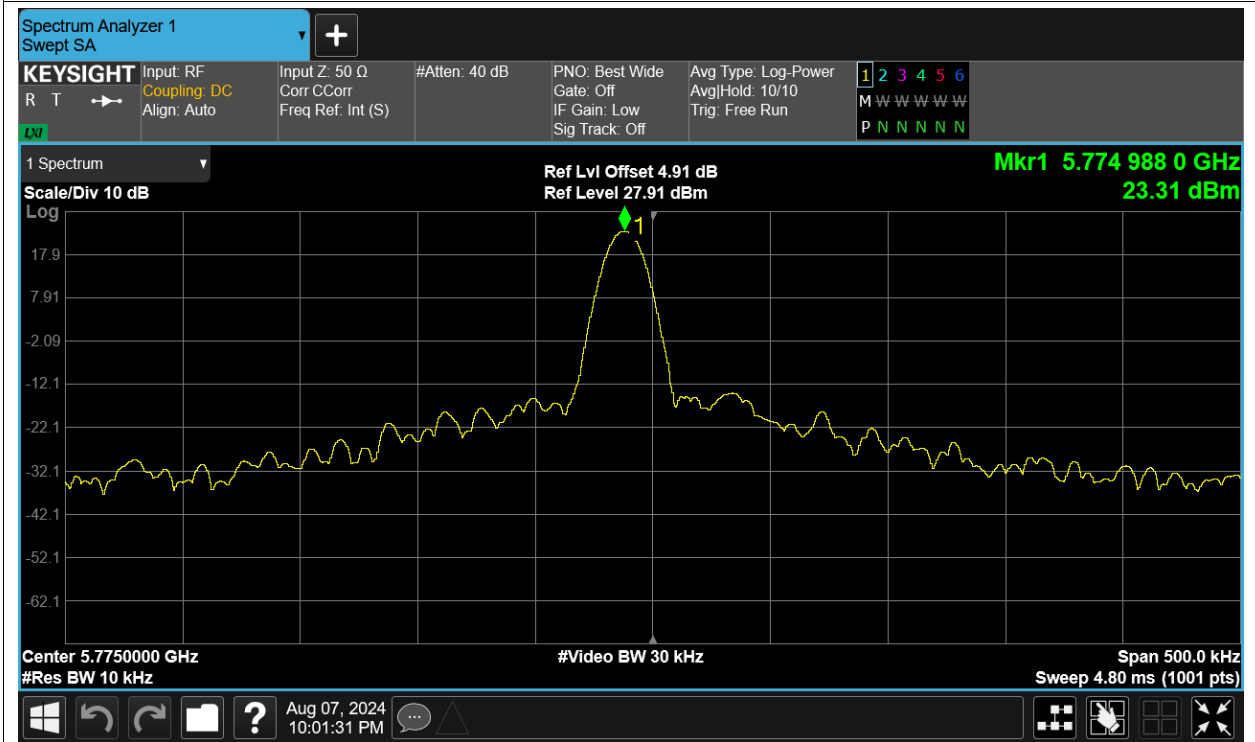 Spectrum Analyzer 1
Swept SA
KEYSIGHT
R T
LXI
Input: RF
Coupling: DC
Align: Auto
Input Z: 50 Ω
Corr CCorr
Freq Ref: Int (S)
#Atten: 40 dB
PNO: Best Wide
Gate: Off
IF Gain: Low
Sig Track: Off
Avg Type: Log-Power
Avg|Hold: 10/10
Trig: Free Run
1 2 3 4 5 6
M W W W W W
P N N N N N
1 Spectrum
Scale/Div 10 dB
Log
Ref Lvl Offset 4.91 dB
Ref Level 27.91 dBm
Mkr1 5.774 988 0 GHz
23.31 dBm
1
17.9
7.91
-2.09
-12.1
-22.1
-32.1
-42.1
-52.1
-62.1
Center 5.7750000 GHz
#Video BW 30 kHz
Span 500.0 kHz
#Res BW 10 kHz
Sweep 4.80 ms (1001 pts)
?
Aug 07, 2024
10:01:31 PM